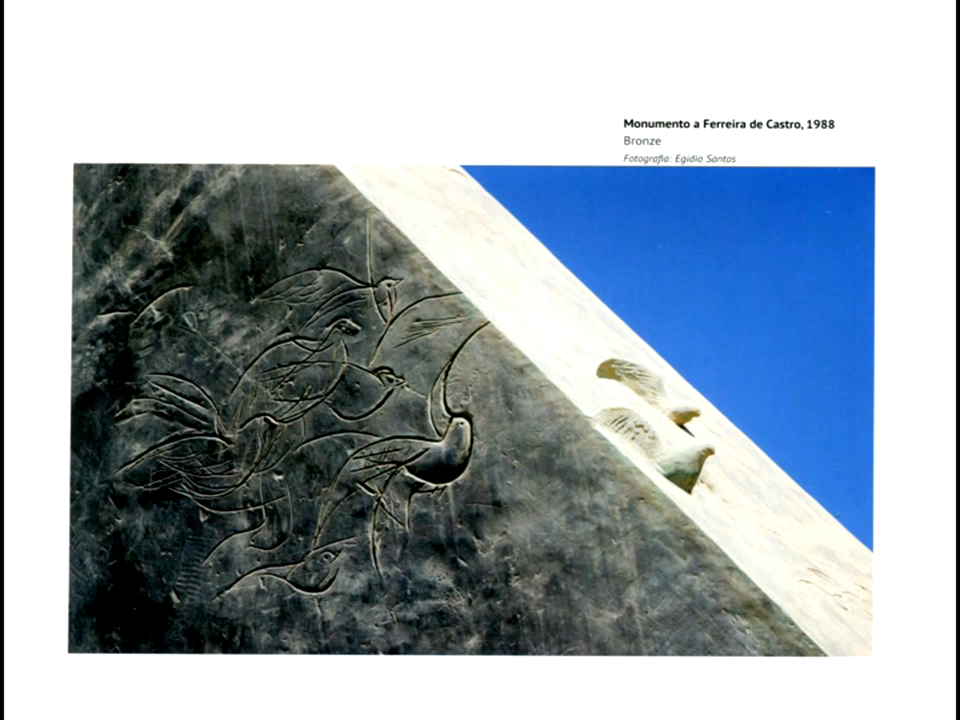 Monumento a Ferreira de Castro, 1988
Bronze
Fotografia: Egídio Santos